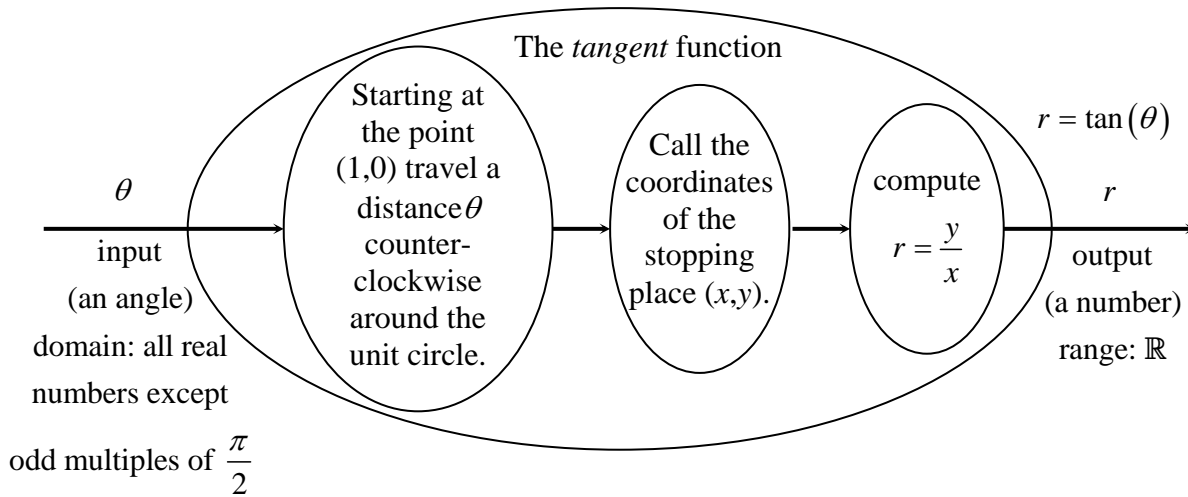 The tangent function
θ
input
(an angle)
domain: all real
numbers except
odd multiples of π/2
Starting at
the point
(1,0) travel a
distance θ
counter-
clockwise
around the
unit circle.
Call the
coordinates
of the
stopping
place (x,y).
compute
r = y/x
r = tan(θ)
r
output
(a number)
range: ℝ